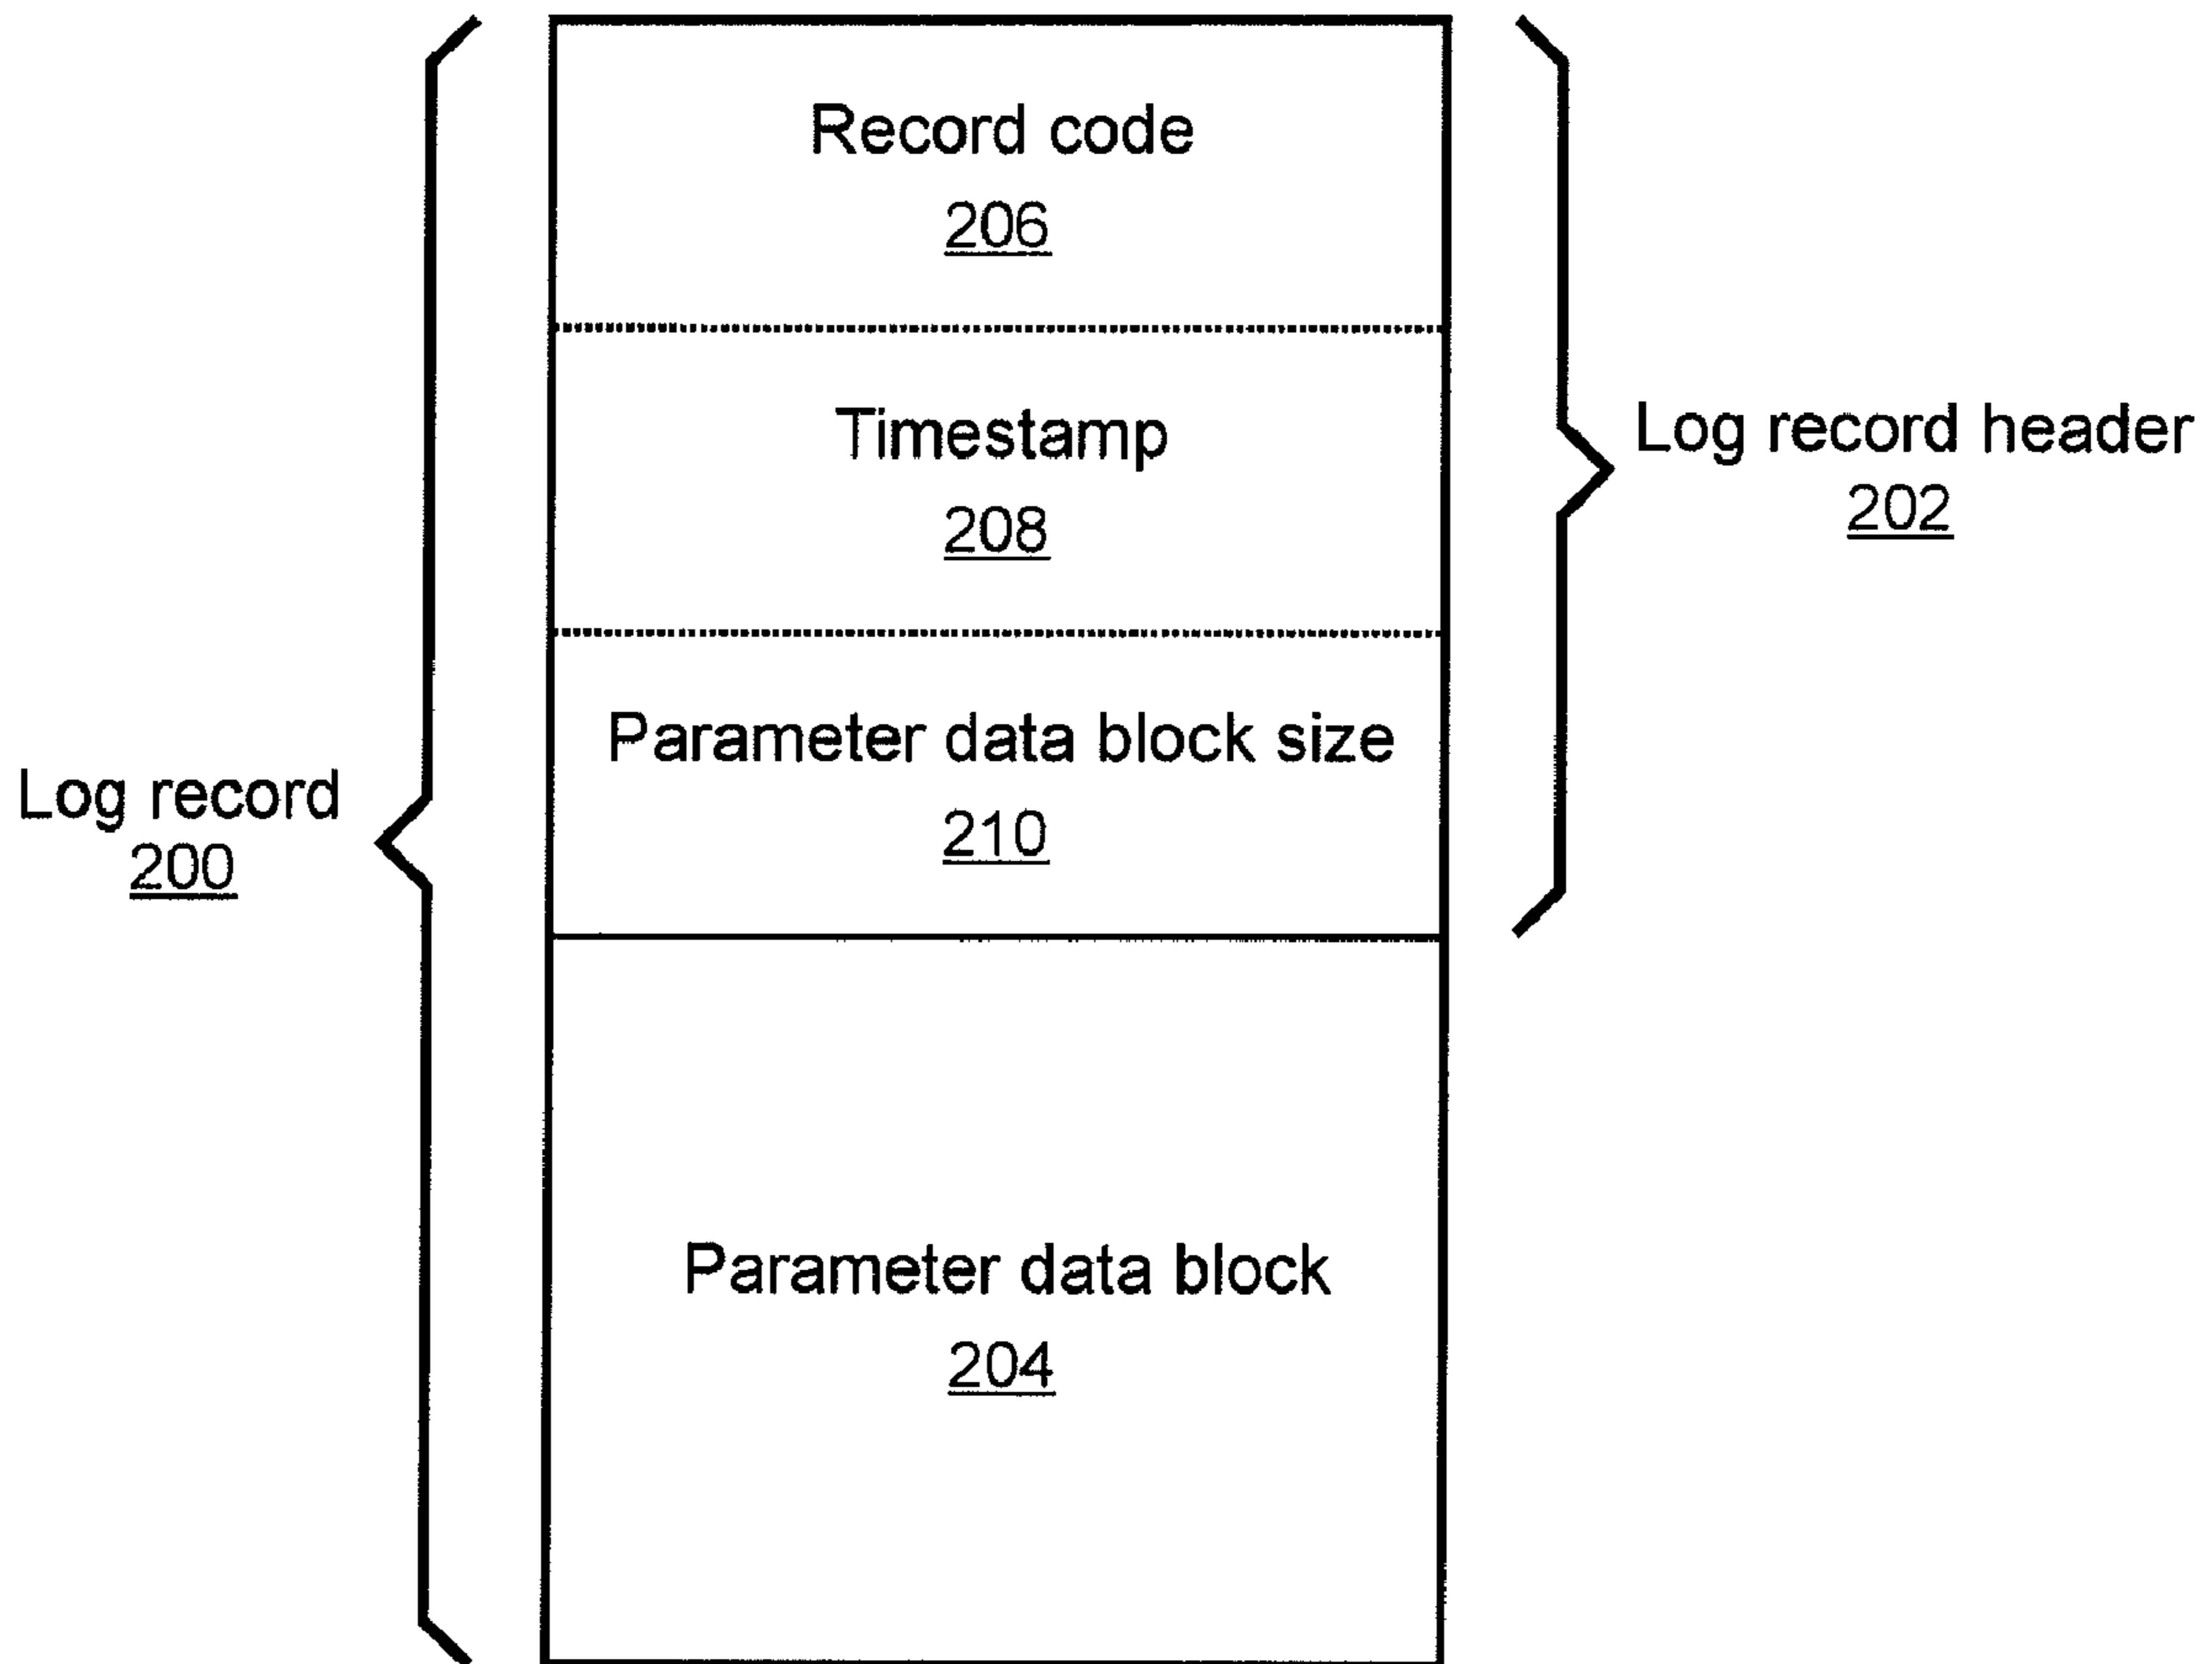 Record code
206
Timestamp
208
Log record header
202
Parameter data block size
210
Log record
200
Parameter data block
204